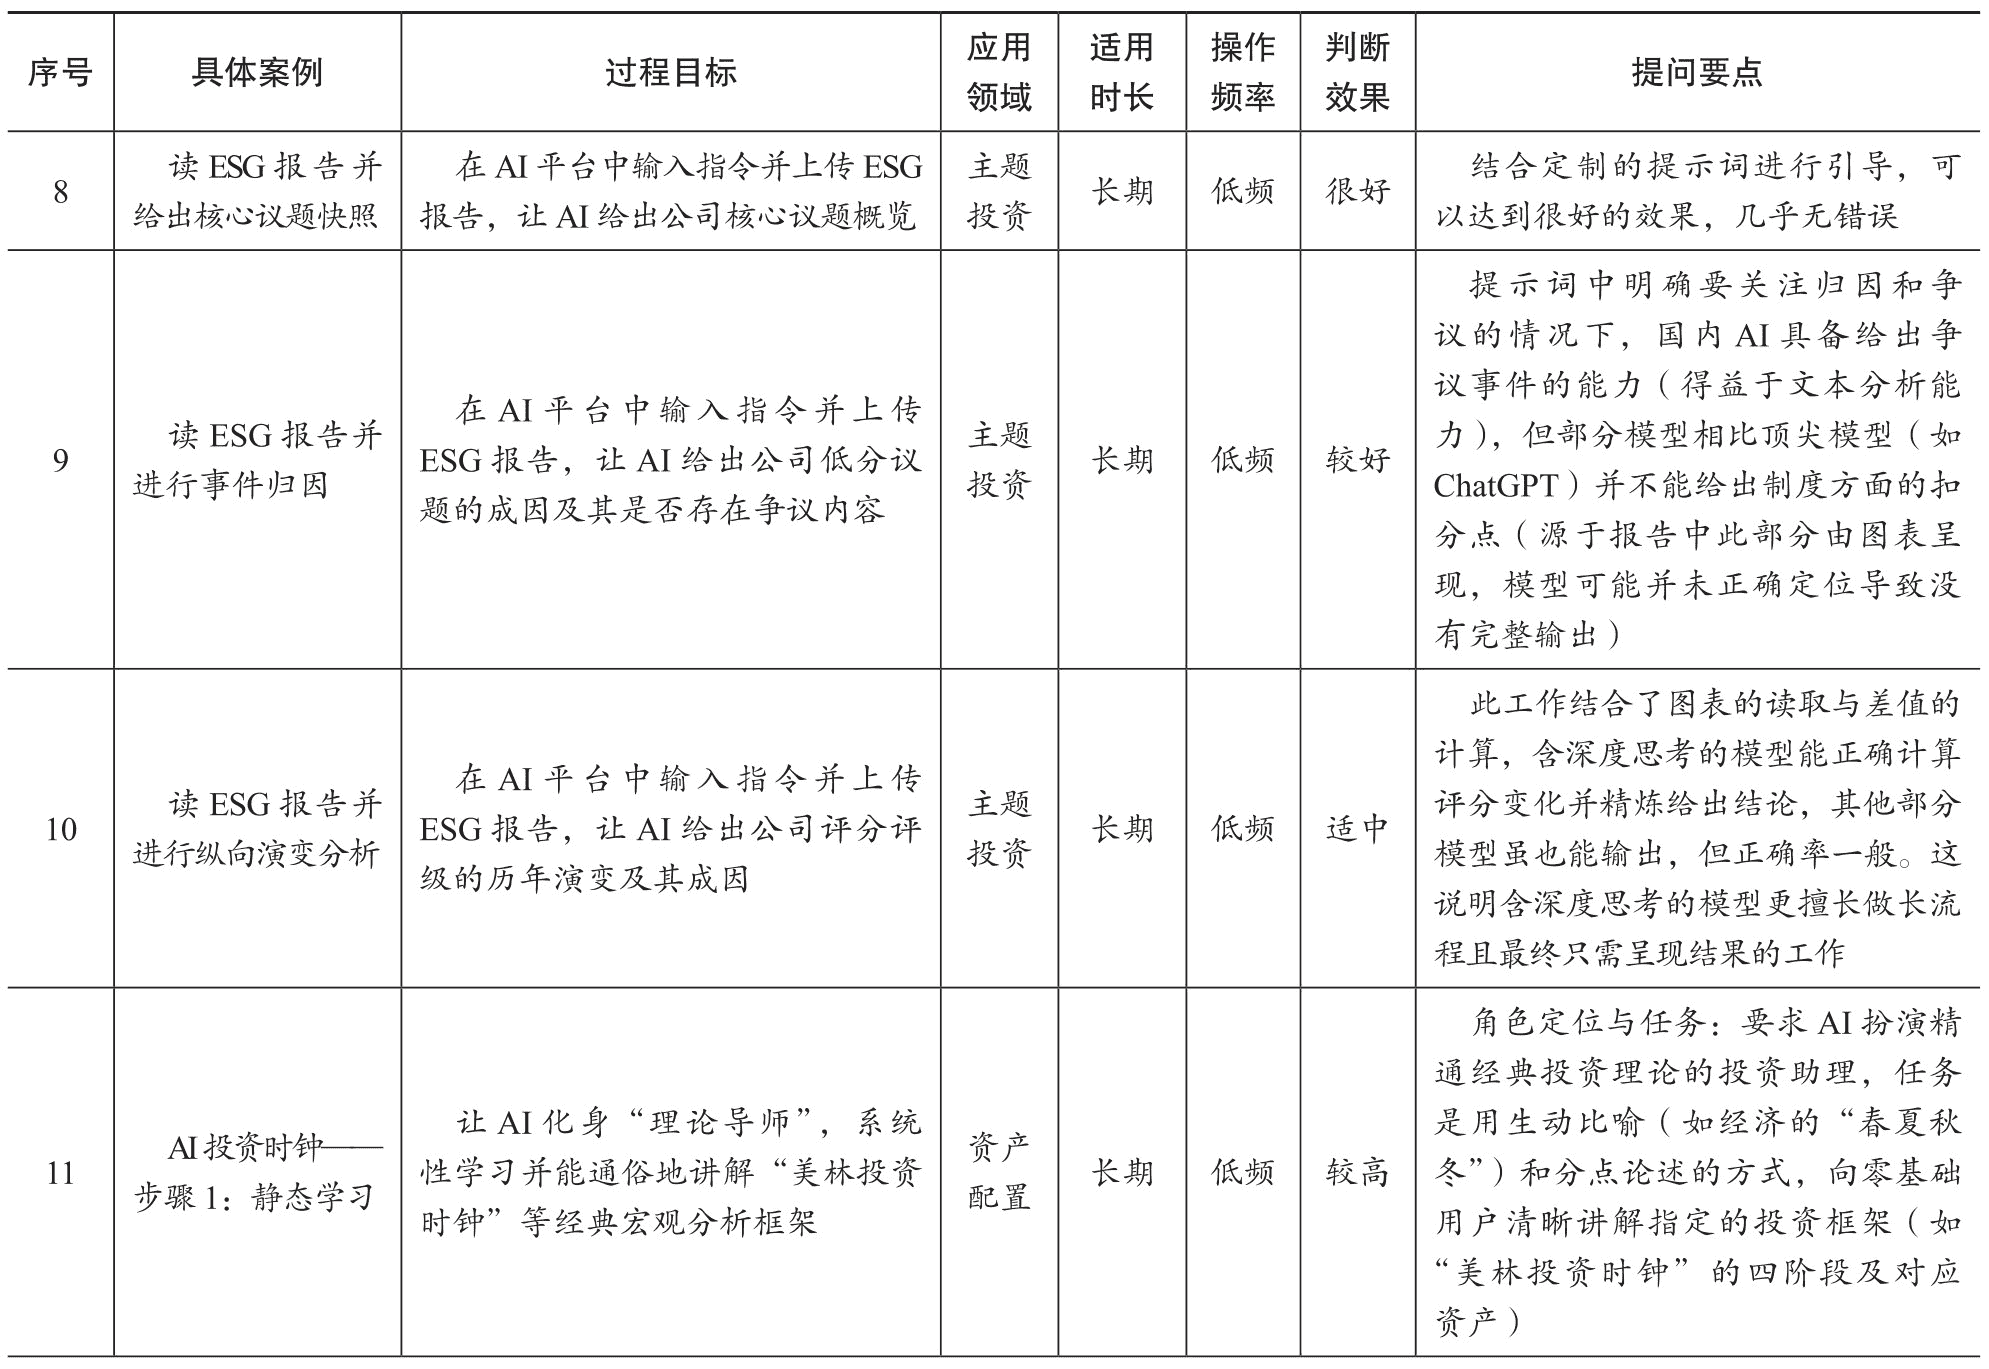 序号
具体案例
过程目标
应用
领域
适用
时长
操作
频率
判断
效果
提问要点
8
读 ESG 报告并
给出核心议题快照
在 AI 平台中输入指令并上传 ESG
报告，让 AI 给出公司核心议题概览
主题
投资
长期
低频
很好
结合定制的提示词进行引导，可
以达到很好的效果，几乎无错误
9
读 ESG 报告并
进行事件归因
在 AI 平台中输入指令并上传
ESG 报告，让 AI 给出公司低分议
题的成因及其是否存在争议内容
主题
投资
长期
低频
较好
提示词中明确要关注归因和争
议的情况下，国内 AI 具备给出争
议事件的能力（得益于文本分析能
力），但部分模型相比顶尖模型（如
ChatGPT）并不能给出制度方面的扣
分点（源于报告中此部分由图表呈
现，模型可能并未正确定位导致没
有完整输出）
10
读 ESG 报告并
进行纵向演变分析
在 AI 平台中输入指令并上传
ESG 报告，让 AI 给出公司评分评
级的历年演变及其成因
主题
投资
长期
低频
适中
此工作结合了图表的读取与差值的
计算，含深度思考的模型能正确计算
评分变化并精炼给出结论，其他部分
模型虽也能输出，但正确率一般。这
说明含深度思考的模型更擅长做长流
程且最终只需呈现结果的工作
11
AI 投资时钟——
步骤 1：静态学习
让 AI 化身“理论导师”，系统
性学习并能通俗地讲解“美林投资
时钟”等经典宏观分析框架
资产
配置
长期
低频
较高
角色定位与任务：要求 AI 扮演精
通经典投资理论的投资助理，任务
是用生动比喻（如经济的“春夏秋
冬”）和分点论述的方式，向零基础
用户清晰讲解指定的投资框架（如
“美林投资时钟”的四阶段及对应
资产）